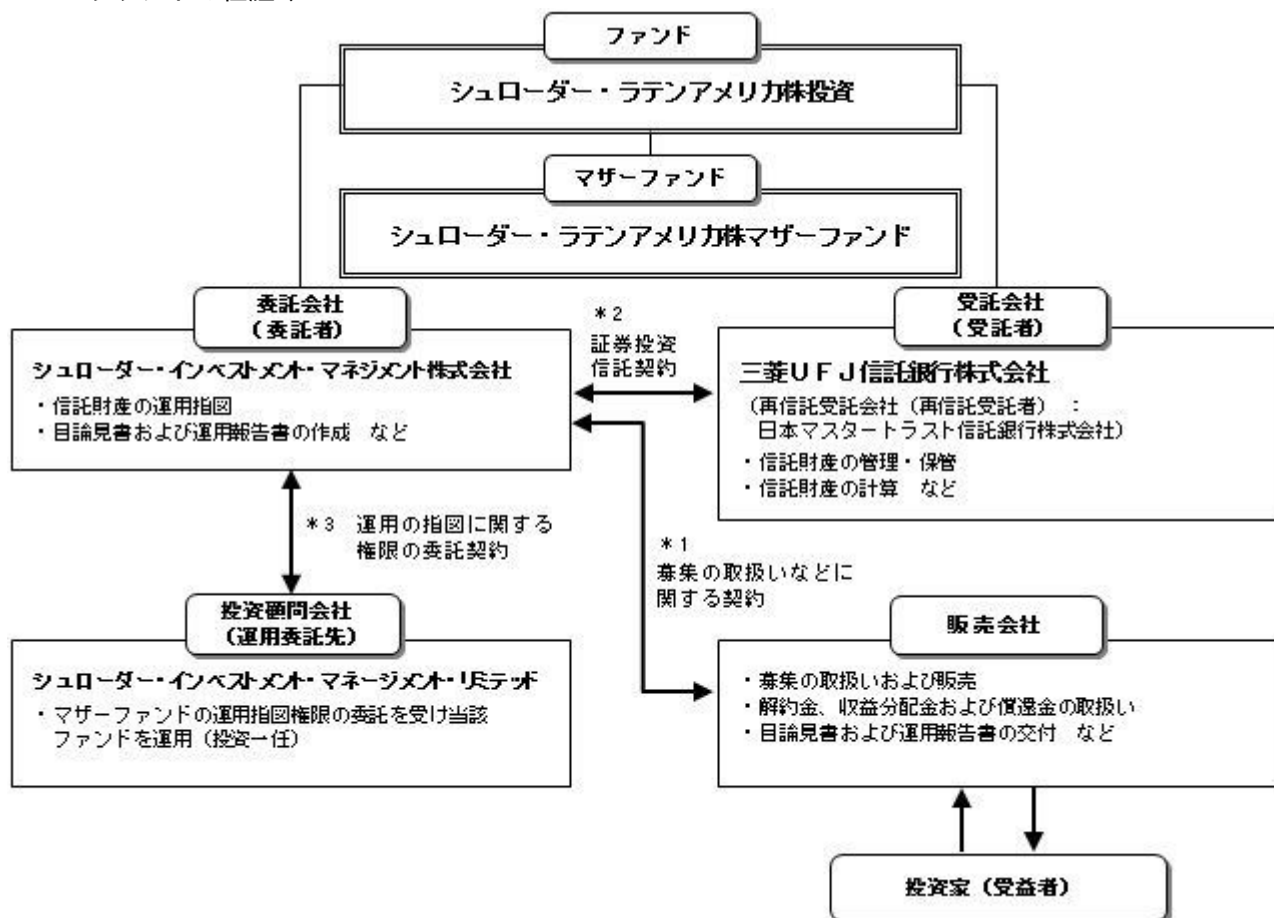 ファンド
シュローダー・ラテンアメリカ株投資
マザーファンド
シュローダー・ラテンアメリカ株マザーファンド
委託会社
(委託者)
シュローダー・インベストメント・マネジメント株式会社
・信託財産の運用指図
・目論見書および運用報告書の作成 など
*2
証券投資
信託契約
受託会社
(受託者)
三菱UFJ信託銀行株式会社
(再信託受託会社(再信託受託者) :
日本マスタートラスト信託銀行株式会社)
・信託財産の管理・保管
・信託財産の計算 など
*3 運用の指図に関する
権限の委託契約
*1
募集の取扱いなどに
関する契約
投資顧問会社
(運用委託先)
シュローダー・インベストメント・マネージメント・リミテッド
・マザーファンドの運用指図権限の委託を受け当該
ファンドを運用(投資一任)
販売会社
・募集の取扱いおよび販売
・解約金、収益分配金および償還金の取扱い
・目論見書および運用報告書の交付 など
投資家(受益者)